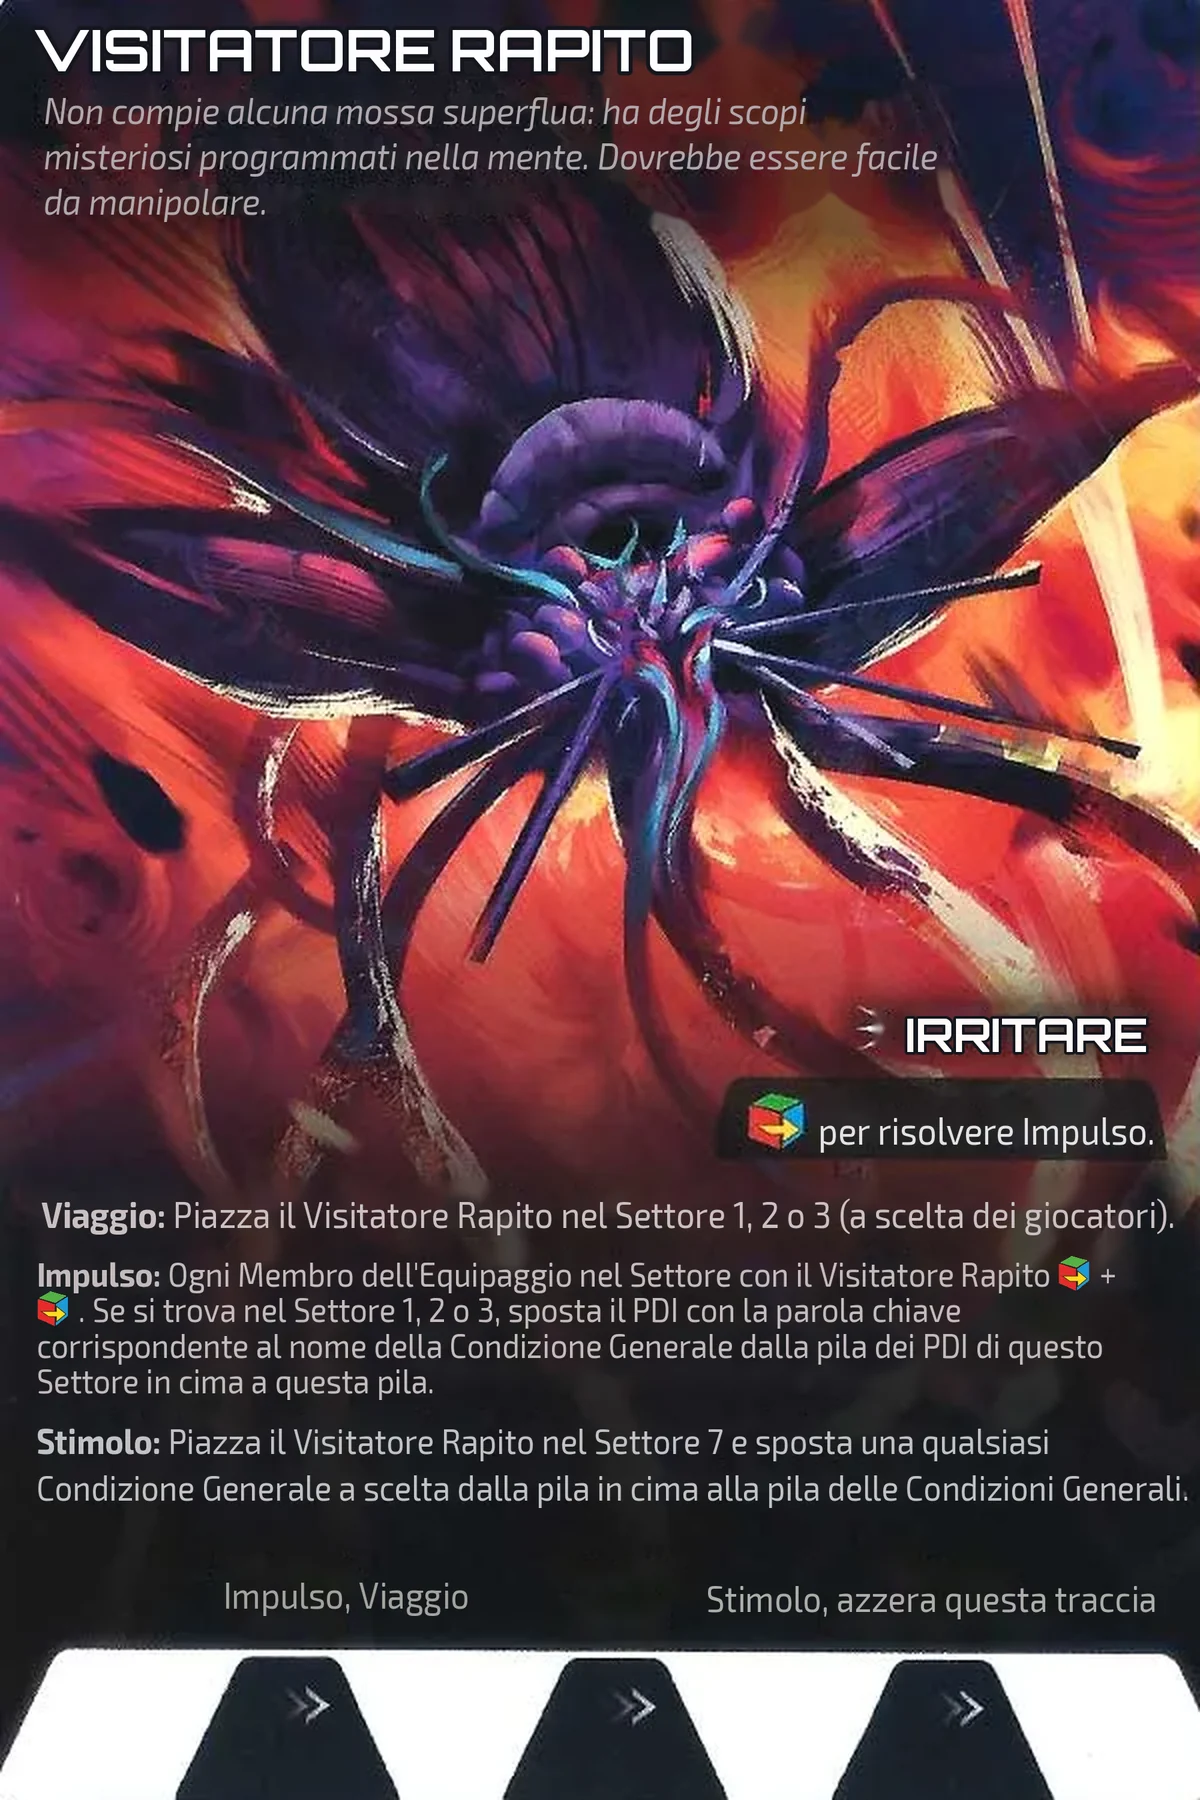 VISITATORE RAPITO
Non compie alcuna mossa superflua: ha degli scopi
misteriosi programmati nella mente. Dovrebbe essere facile
da manipolare.
IRRITARE
per risolvere Impulso.
Viaggio: Piazza il Visitatore Rapito nel Settore 1, 2 o 3 (a scelta dei giocatori).
Impulso: Ogni Membro dell'Equipaggio nel Settore con il Visitatore Rapito +
. Se si trova nel Settore 1, 2 o 3, sposta il PDI con la parola chiave
corrispondente al nome della Condizione Generale dalla pila dei PDI di questo
Settore in cima a questa pila.
Stimolo: Piazza il Visitatore Rapito nel Settore 7 e sposta una qualsiasi
Condizione Generale a scelta dalla pila in cima alla pila delle Condizioni Generali.
Impulso, Viaggio
Stimolo, azzera questa traccia